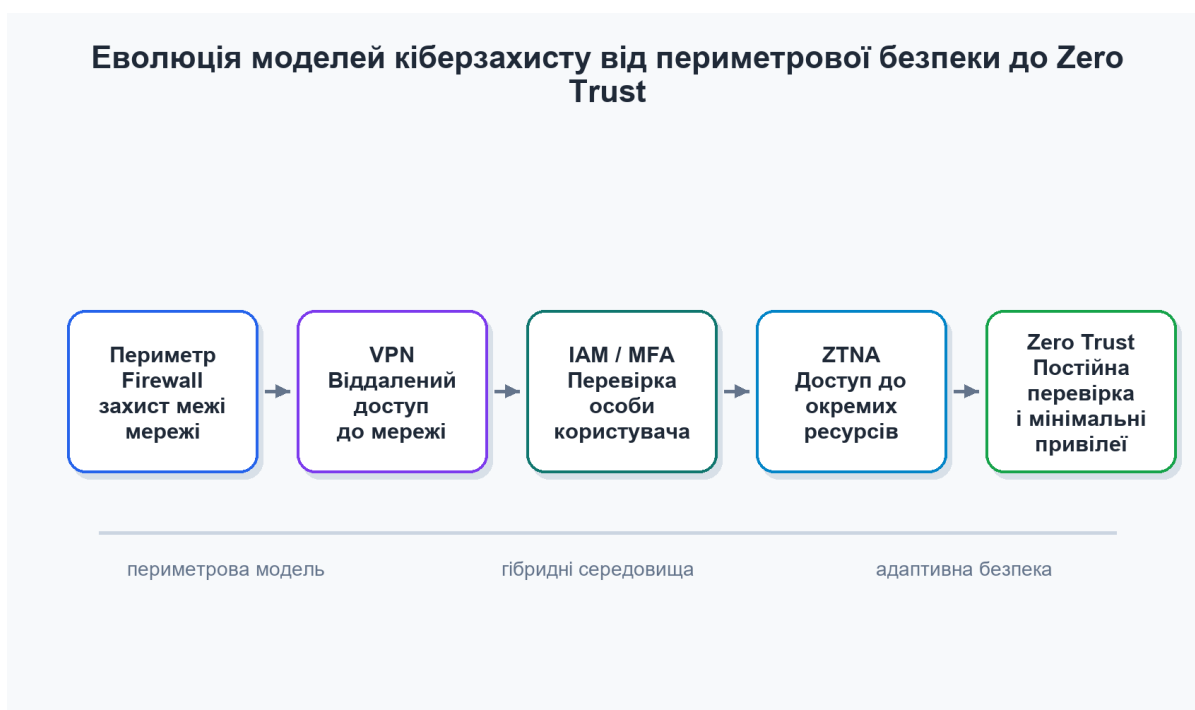 Еволюція моделей кіберзахисту від периметрової безпеки до Zero
Trust
Периметр
Firewall
захист межі
мережі
VPN
Віддалений
доступ
до мережі
IAM / MFA
Перевірка
особи
користувача
ZTNA
Доступ до
окремих
ресурсів
Zero Trust
Постійна
перевірка
і мінімальні
привілеї
периметрова модель
гібридні середовища
адаптивна безпека